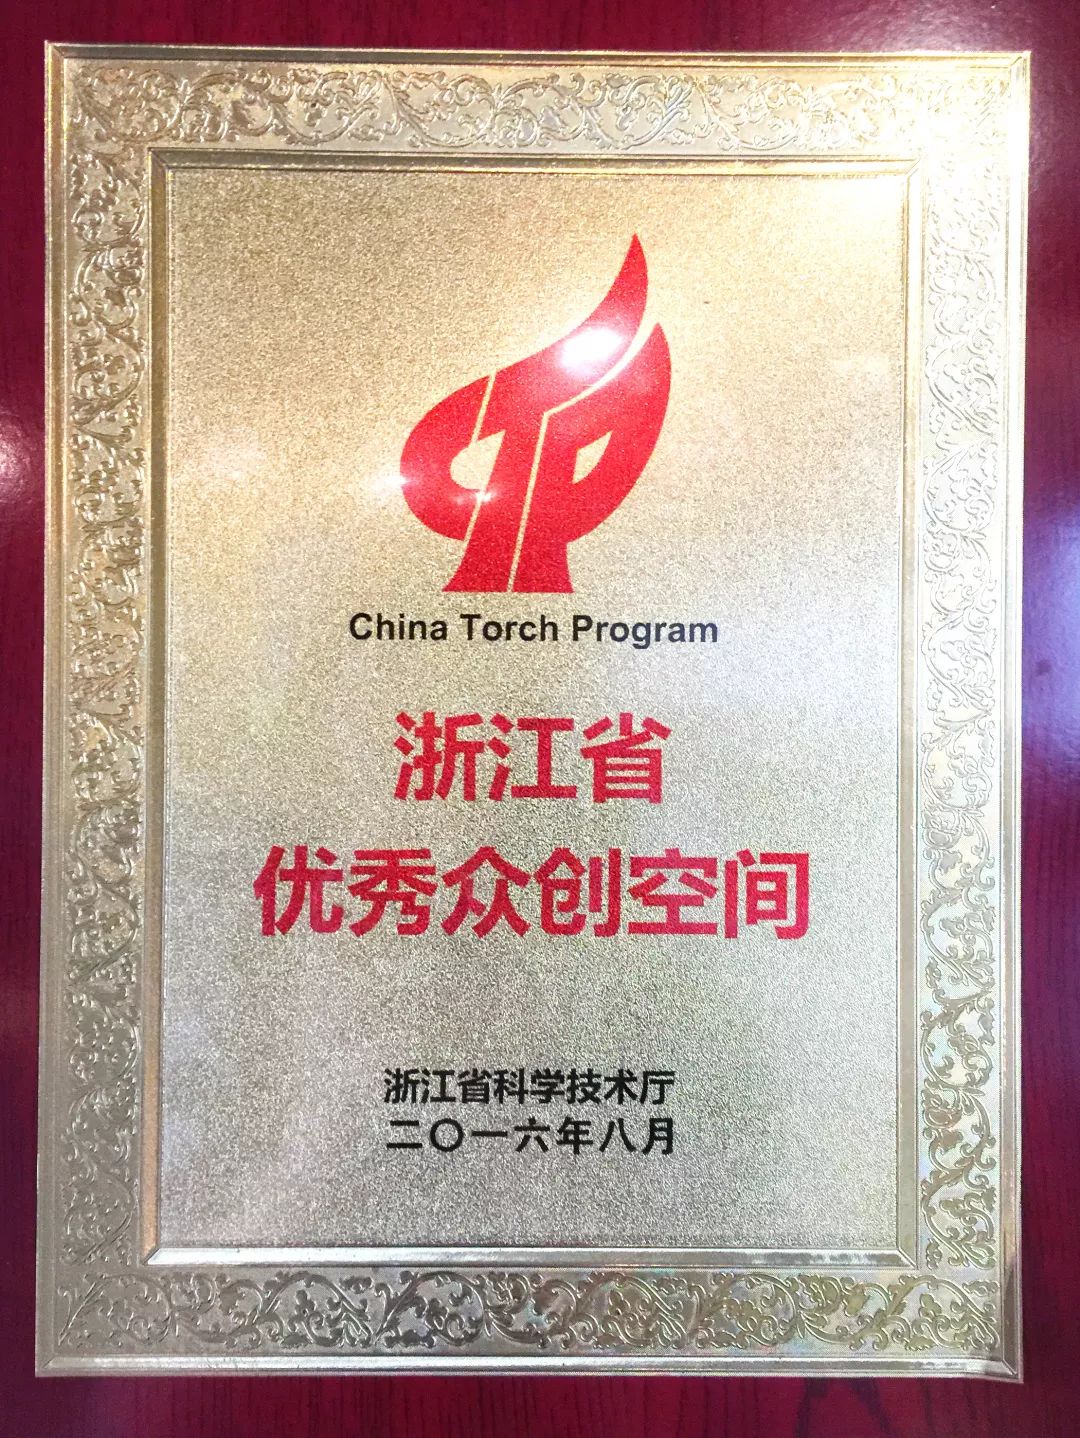 China Torch Program
浙江省
优秀众创空间
浙江省科学技术厅
二〇一六年八月